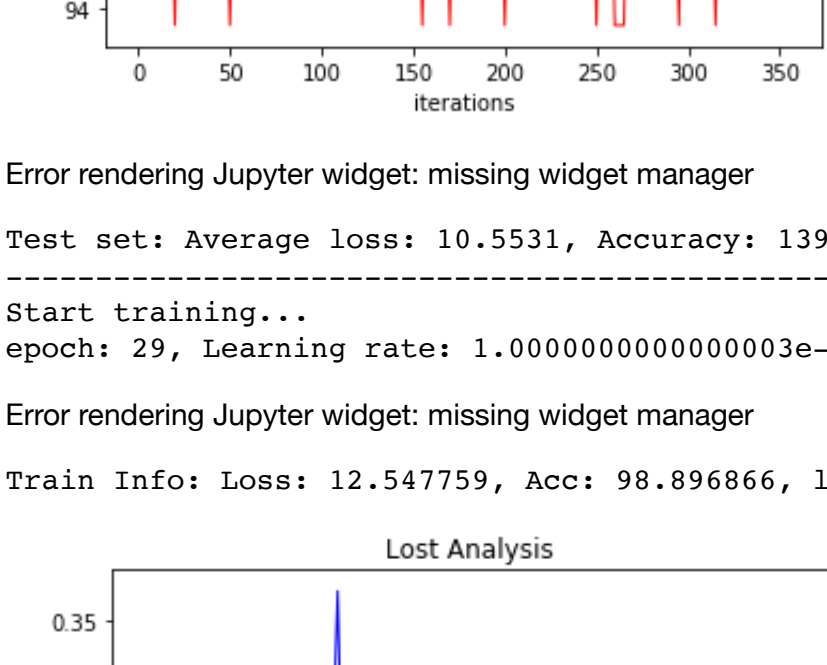 94
0 50 100 150 200 250 300 350
iterations
Error rendering Jupyter widget: missing widget manager
Test set: Average loss: 10.5531, Accuracy: 139
----------------------------------------------
Start training...
epoch: 29, Learning rate: 1.0000000000000003e-
Error rendering Jupyter widget: missing widget manager
Train Info: Loss: 12.547759, Acc: 98.896866, l
Lost Analysis
0.35